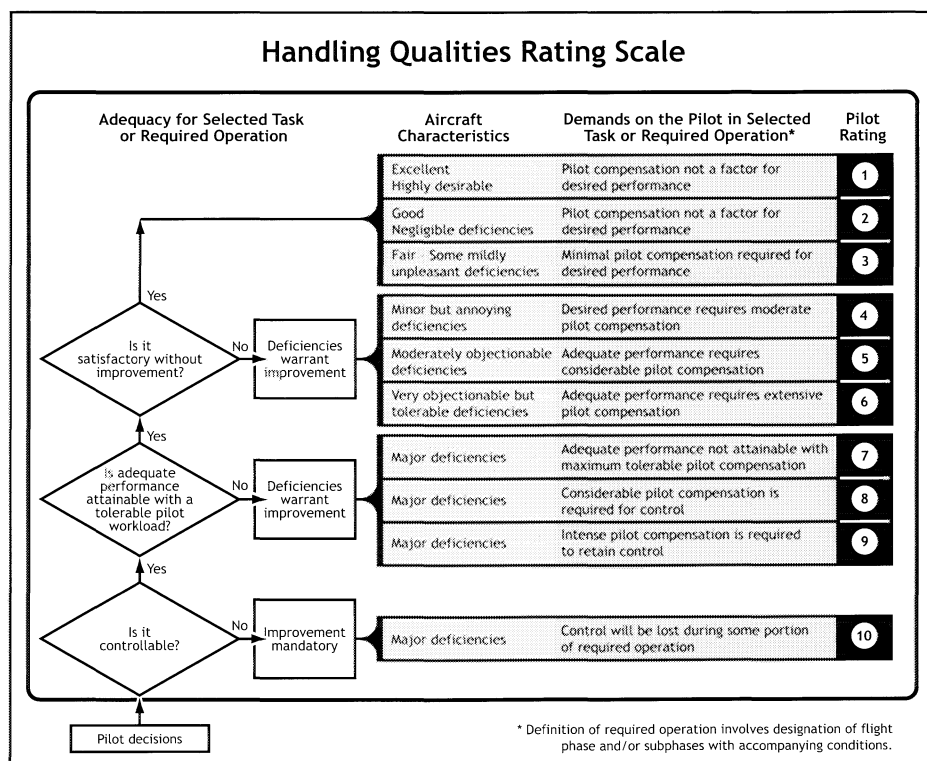 Handling Qualities Rating Scale
Adequacy for Selected Task
or Required Operation
Aircraft
Characteristics
Demands on the Pilot in Selected
Task or Required Operation*
Pilot
Rating
Excellent
Highly desirable
Pilot compensation not a factor for
desired performance
1
Good
Negligible deficiencies
Pilot compensation not a factor for
desired performance
2
Fair - Some mildly
unpleasant deficiencies
Minimal pilot compensation required for
desired performance
3
Yes
Is it
satisfactory without
improvement?
No
Deficiencies
warrant
improvement
Minor but annoying
deficiencies
Desired performance requires moderate
pilot compensation
4
Moderately objectionable
deficiencies
Adequate performance requires
considerable pilot compensation
5
Very objectionable but
tolerable deficiencies
Adequate performance requires extensive
pilot compensation
6
Yes
Is adequate
performance
attainable with a
tolerable pilot
workload?
No
Deficiencies
warrant
improvement
Major deficiencies
Adequate performance not attainable with
maximum tolerable pilot compensation
7
Major deficiencies
Considerable pilot compensation is
required for control
8
Major deficiencies
Intense pilot compensation is required
to retain control
9
Yes
Is it
controllable?
No
Improvement
mandatory
Major deficiencies
Control will be lost during some portion
of required operation
10
Pilot decisions
* Definition of required operation involves designation of flight
phase and/or subphases with accompanying conditions.